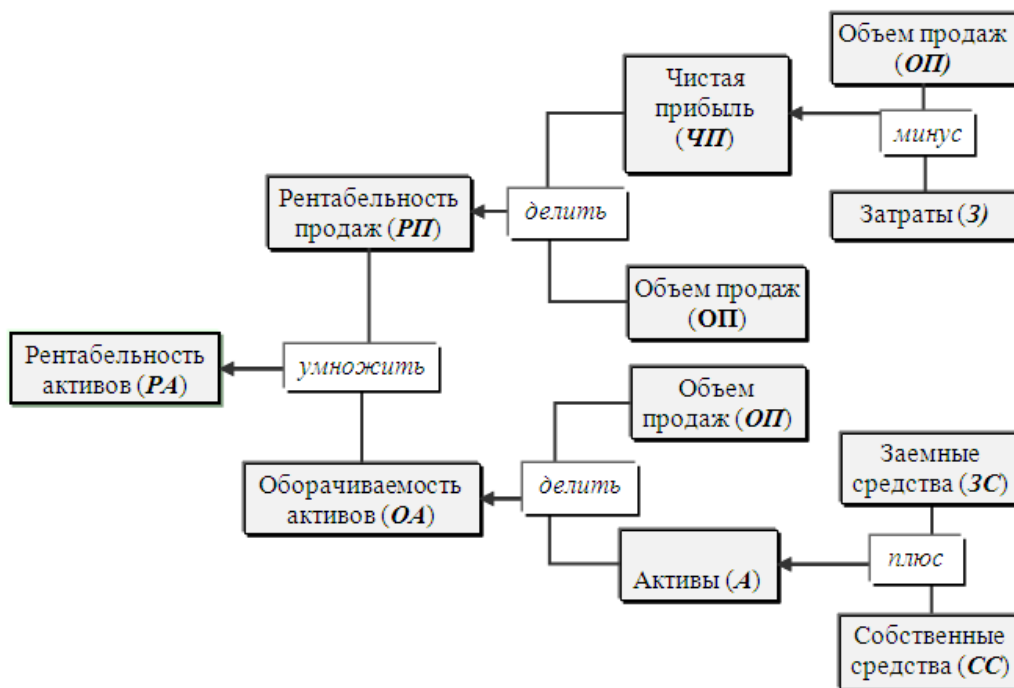 Объем продаж
(ОП)
Чистая
прибыль
(ЧП)
минус
Затраты (З)
Рентабельность
продаж (РП)
делить
Объем продаж
(ОП)
Рентабельность
активов (РА)
умножить
Объем
продаж (ОП)
Оборачиваемость
активов (ОА)
делить
Активы (А)
Заемные
средства (ЗС)
плюс
Собственные
средства (СС)